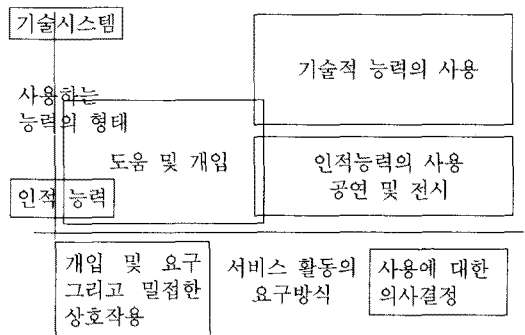 기술시스템
기술적 능력의 사용
사용하는
능력의 형태
도움 및 개입
인적능력의 사용
공연 및 전시
인적 능력
개입 및 요구
그리고 밀접한
상호작용
서비스 활동의
요구방식
사용에 대한
의사결정